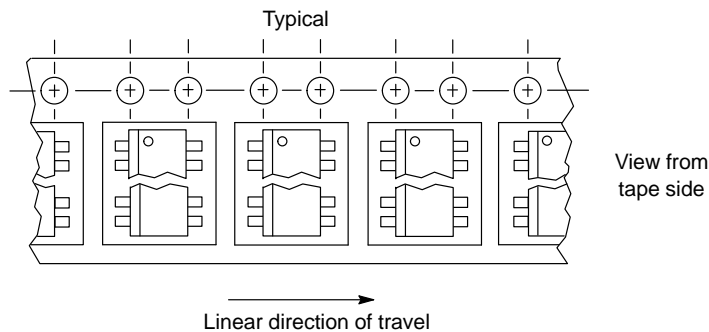 Typical
View from
tape side
Linear direction of travel